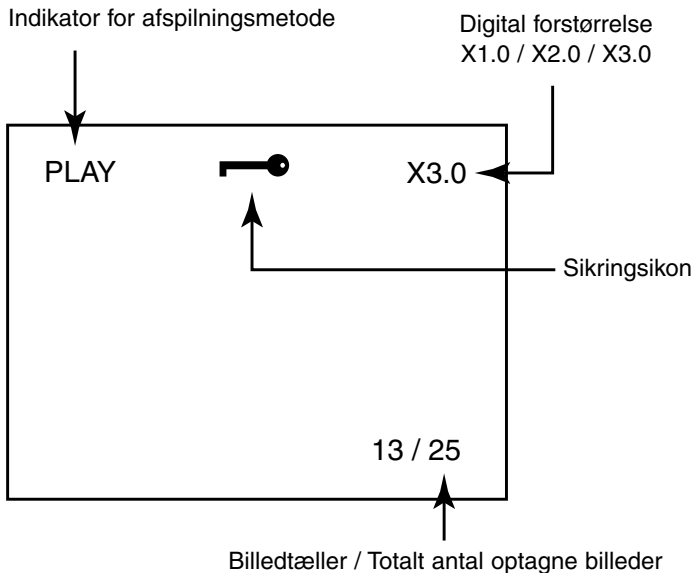 Indikator for afspilningsmetode
Digital forstørrelse
X1.0 / X2.0 / X3.0
PLAY
X3.0
Sikringsikon
13 / 25
Billedtæller / Totalt antal optagne billeder